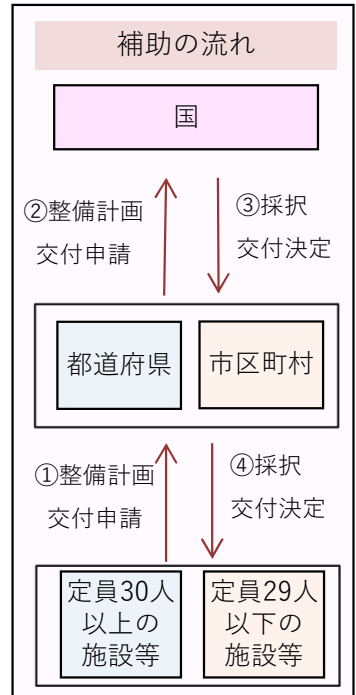 補助の流れ
国
②整備計画
交付申請
③採択
交付決定
都道府県
市区町村
①整備計画
交付申請
④採択
交付決定
定員30人
以上の
施設等
定員29人
以下の
施設等